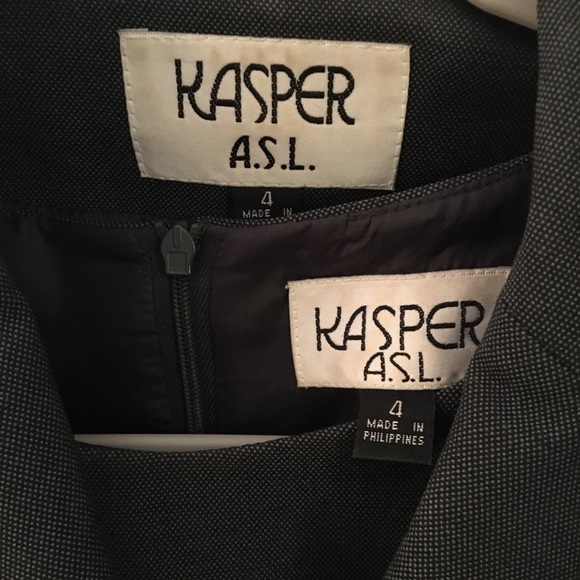 KASPER
A.S.L.
4
MADE IN
KASPER
A.S.L.
4
MADE IN
PHILIPPINES